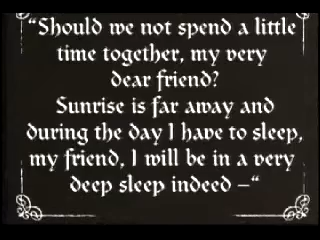 “Should we not spend a little
time together, my very
dear friend?
Sunrise is far away and
during the day I have to sleep,
my friend, I will be in a very
deep sleep indeed –“